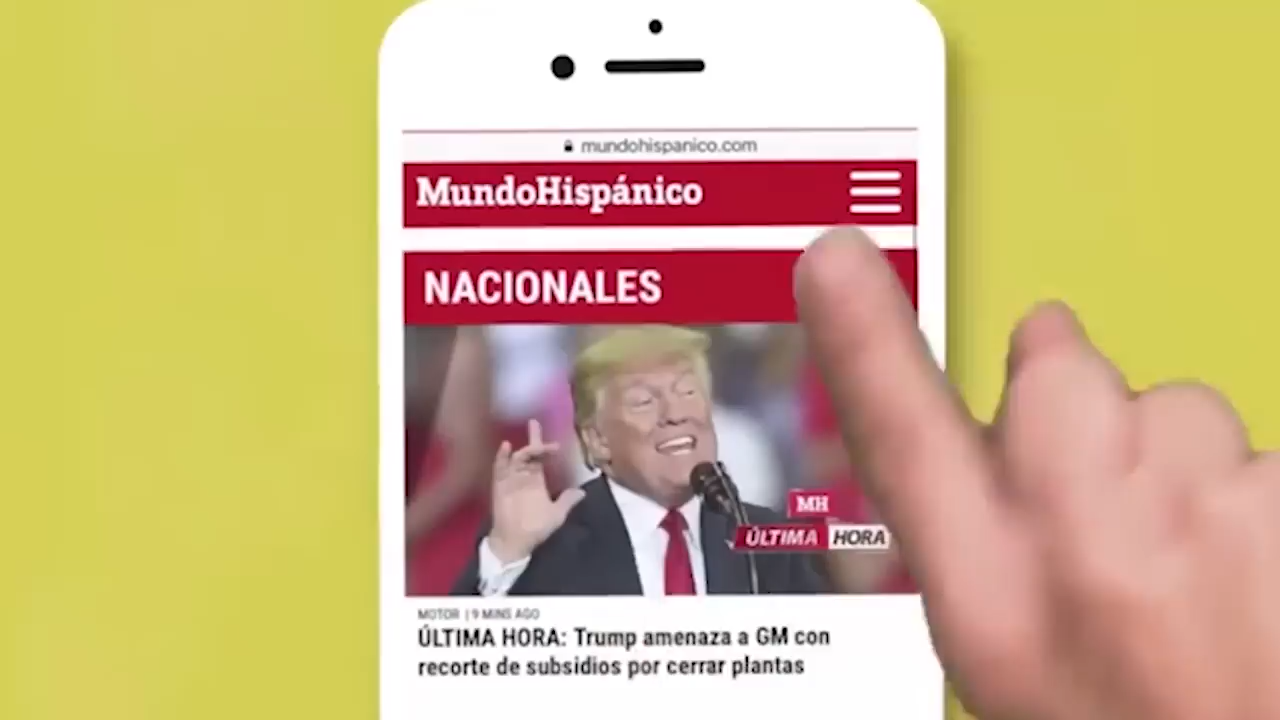 mundohispanico.com
MundoHispánico
NACIONALES
MH
ÚLTIMA HORA
MOTOR | 9 MINS AGO
ÚLTIMA HORA: Trump amenaza a GM con
recorte de subsidios por cerrar plantas